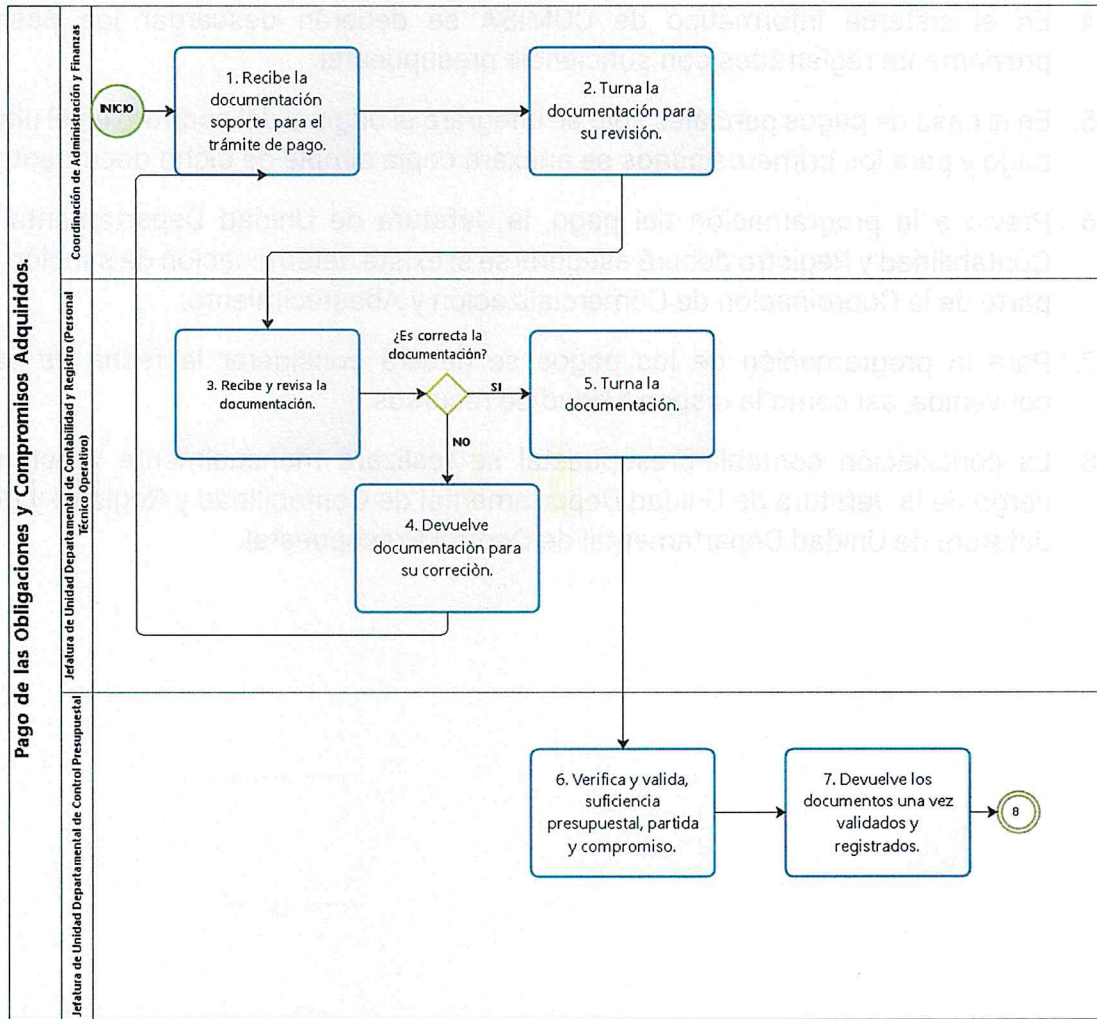 Pago de las Obligaciones y Compromisos Adquiridos.
Coordinación de Administración y Finanzas
INICIO
1. Recibe la
documentación
soporte para el
trámite de pago.
2. Turna la
documentación para
su revisión.
Jefatura de Unidad Departamental de Contabilidad y Registro (Personal
Técnico Operativo)
3. Recibe y revisa la
documentación.
¿Es correcta la
documentación?
SI
NO
5. Turna la
documentación.
4. Devuelve
documentaciòn para
su correciòn.
Jefatura de Unidad Departamental de Control Presupuestal
6. Verifica y valida,
suficiencia
presupuestal, partida
y compromiso.
7. Devuelve los
documentos una vez
validados y
registrados.
8